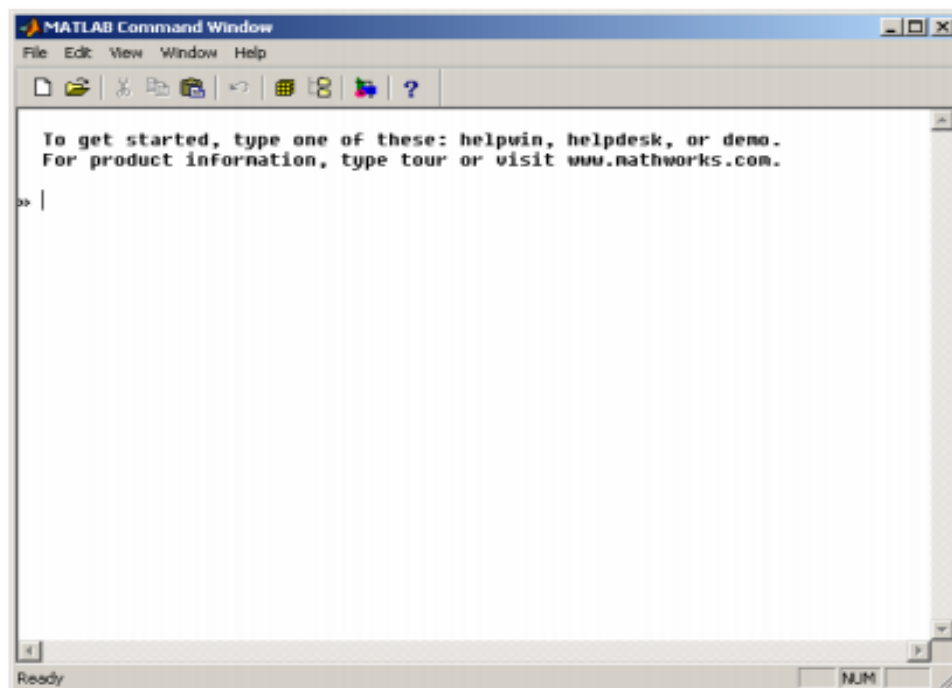 MATLAB Command Window
File Edit View Window Help
To get started, type one of these: helpwin, helpdesk, or demo.
For product information, type tour or visit www.mathworks.com.
»
Ready NUM